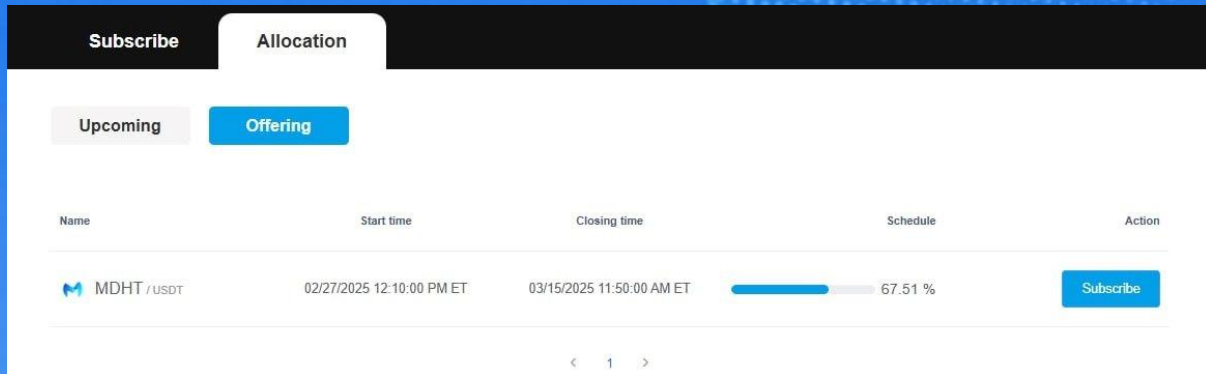 Subscribe Allocation
Upcoming Offering
Name Start time Closing time Schedule Action
MDHT / USDT 02/27/2025 12:10:00 PM ET 03/15/2025 11:50:00 AM ET 67.51 % Subscribe
< 1 >